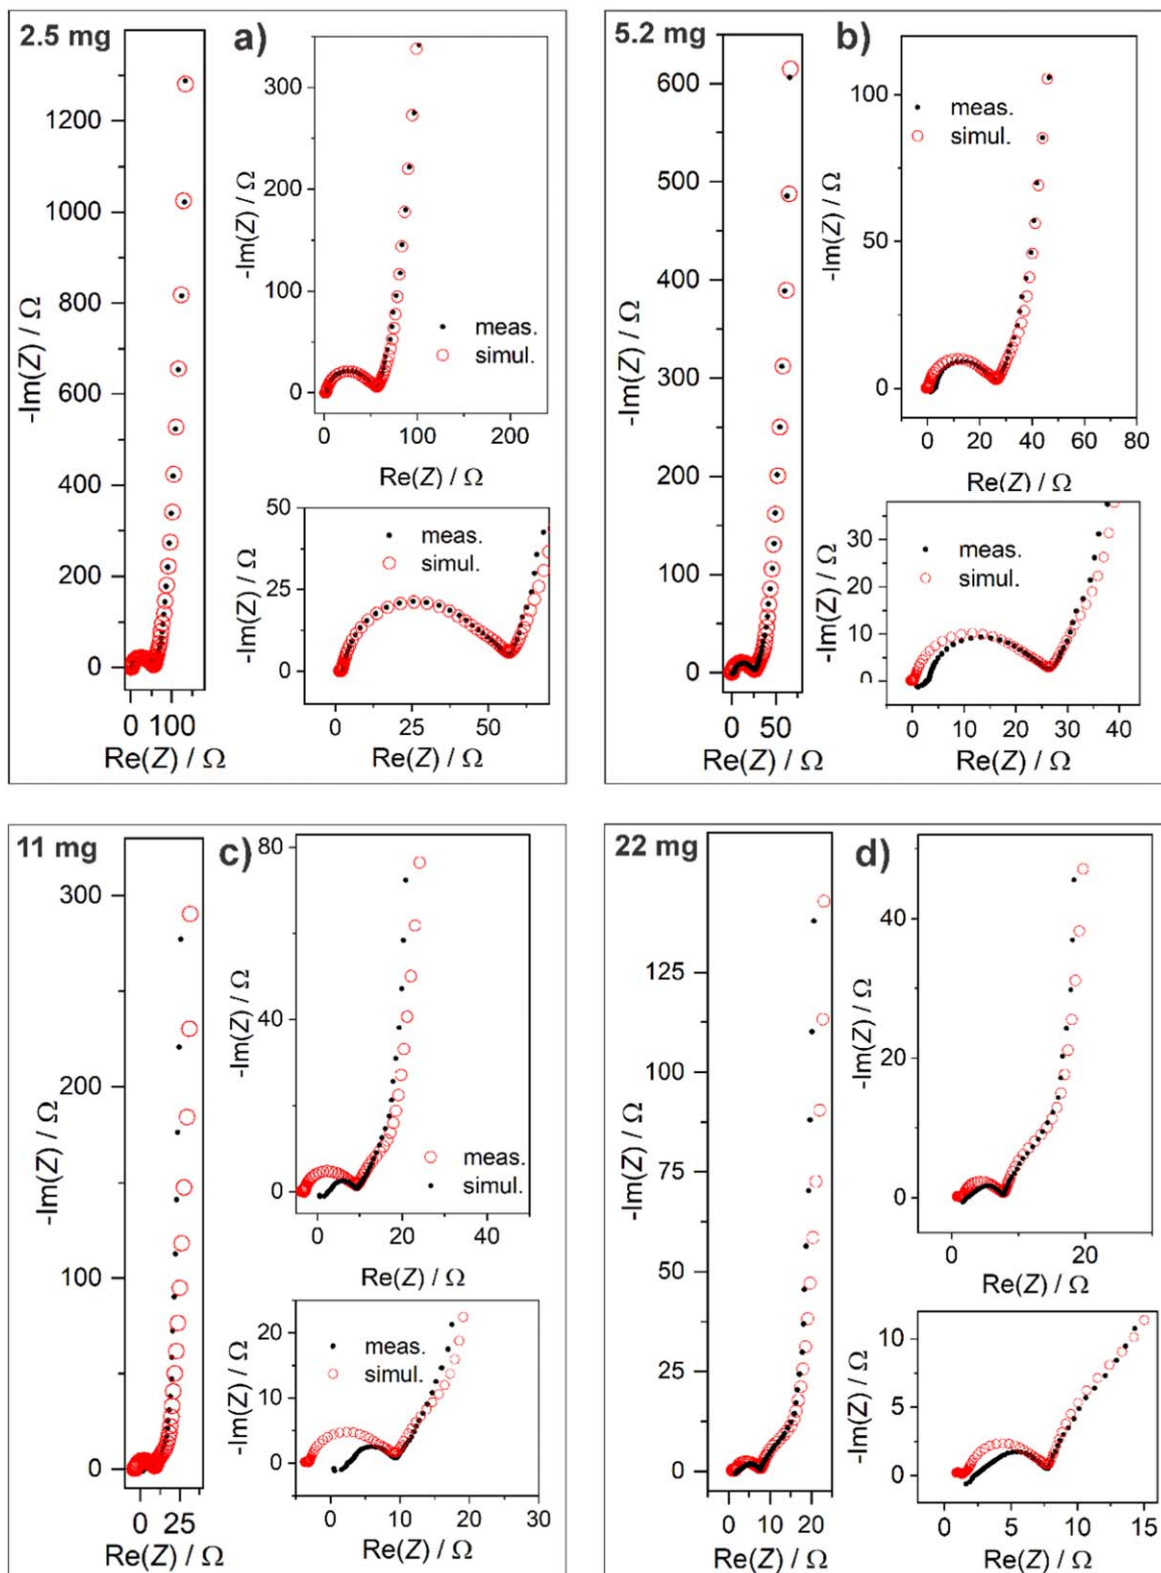 2.5 mg
a)
-Im(Z) / Ω
1200
1000
800
600
400
200
0
0 100
Re(Z) / Ω
-Im(Z) / Ω
300
200
100
0
meas.
simul.
0 100 200
Re(Z) / Ω
-Im(Z) / Ω
50
25
0
meas.
simul.
0 25 50
Re(Z) / Ω
5.2 mg
b)
-Im(Z) / Ω
600
500
400
300
200
100
0
0 50
Re(Z) / Ω
-Im(Z) / Ω
100
50
0
meas.
simul.
0 20 40 60 80
Re(Z) / Ω
-Im(Z) / Ω
30
20
10
0
meas.
simul.
0 10 20 30 40
Re(Z) / Ω
11 mg
c)
-Im(Z) / Ω
300
200
100
0
0 25
Re(Z) / Ω
-Im(Z) / Ω
80
40
0
meas.
simul.
0 20 40
Re(Z) / Ω
-Im(Z) / Ω
20
10
0
meas.
simul.
0 10 20 30
Re(Z) / Ω
22 mg
d)
-Im(Z) / Ω
125
100
75
50
25
0
0 10 20
Re(Z) / Ω
-Im(Z) / Ω
40
20
0
0 20
Re(Z) / Ω
-Im(Z) / Ω
10
5
0
0 5 10 15
Re(Z) / Ω